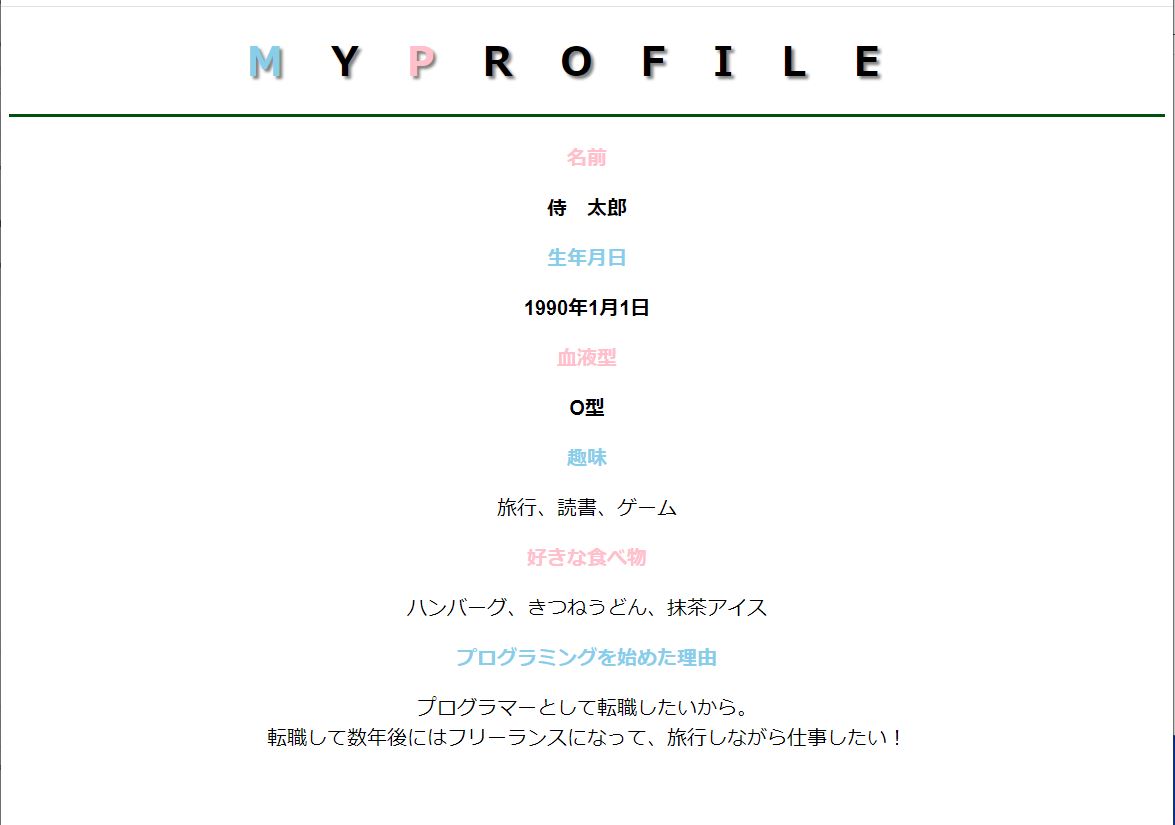 MYPROFILE
名前
侍　太郎
生年月日
1990年1月1日
血液型
O型
趣味
旅行、読書、ゲーム
好きな食べ物
ハンバーグ、きつねうどん、抹茶アイス
プログラミングを始めた理由
プログラマーとして転職したいから。
転職して数年後にはフリーランスになって、旅行しながら仕事したい！